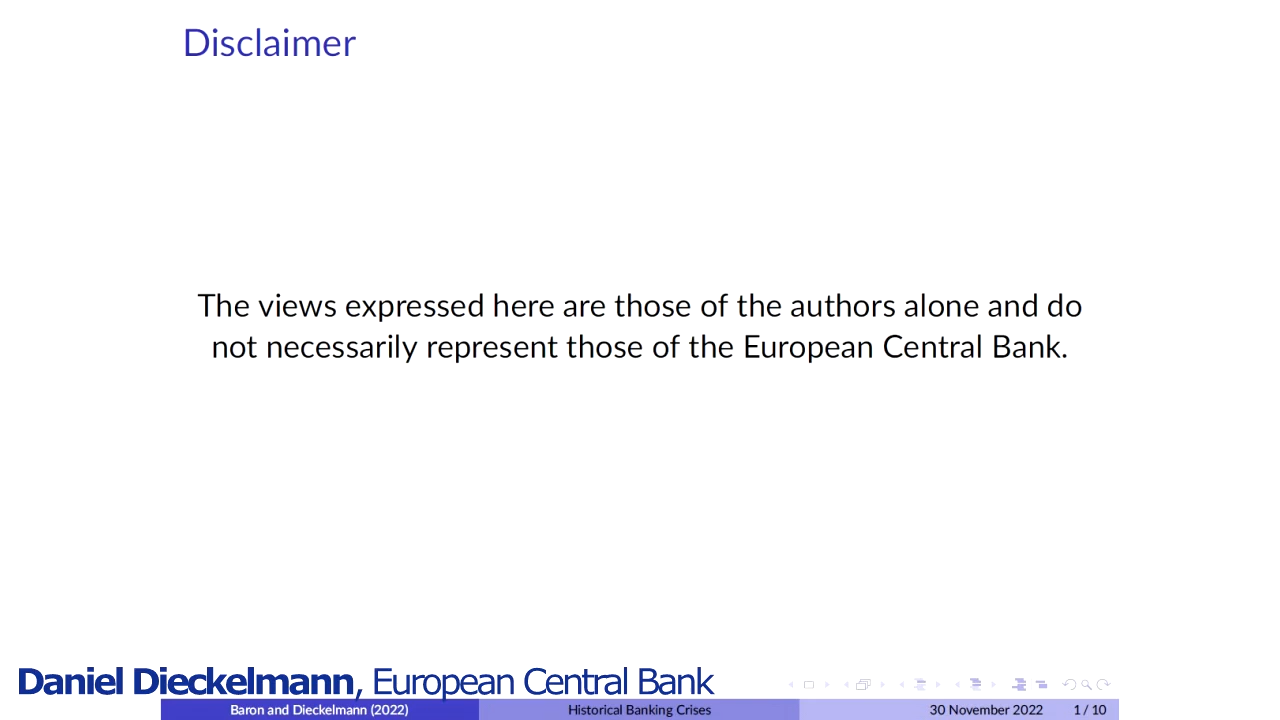 Disclaimer
The views expressed here are those of the authors alone and do
not necessarily represent those of the European Central Bank.
Daniel Dieckelmann, European Central Bank
Baron and Dieckelmann (2022) Historical Banking Crises 30 November 2022 1 / 10